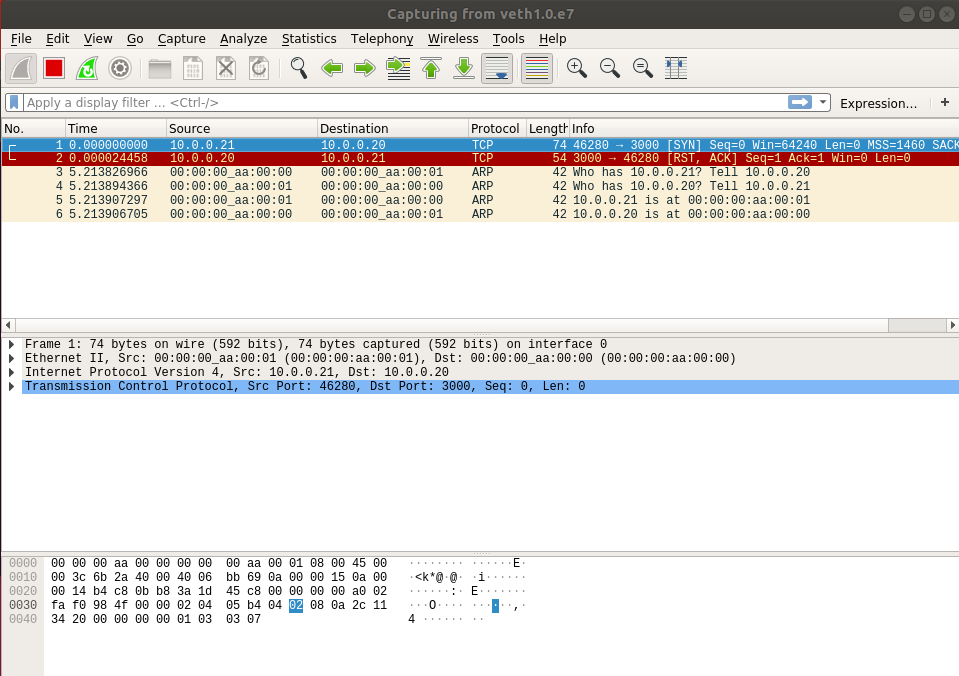 Capturing from veth1.0.e7
File Edit View Go Capture Analyze Statistics Telephony Wireless Tools Help
Apply a display filter … <Ctrl-/> Expression… +
No. Time Source Destination Protocol Length Info
1 0.000000000 10.0.0.21 10.0.0.20 TCP 74 46280 → 3000 [SYN] Seq=0 Win=64240 Len=0 MSS=1460 SACK
2 0.000024458 10.0.0.20 10.0.0.21 TCP 54 3000 → 46280 [RST, ACK] Seq=1 Ack=1 Win=0 Len=0
3 5.213826966 00:00:00_aa:00:00 00:00:00_aa:00:01 ARP 42 Who has 10.0.0.21? Tell 10.0.0.20
4 5.213894366 00:00:00_aa:00:01 00:00:00_aa:00:00 ARP 42 Who has 10.0.0.20? Tell 10.0.0.21
5 5.213907297 00:00:00_aa:00:01 00:00:00_aa:00:00 ARP 42 10.0.0.21 is at 00:00:00:aa:00:01
6 5.213906705 00:00:00_aa:00:00 00:00:00_aa:00:01 ARP 42 10.0.0.20 is at 00:00:00:aa:00:00
Frame 1: 74 bytes on wire (592 bits), 74 bytes captured (592 bits) on interface 0
Ethernet II, Src: 00:00:00_aa:00:01 (00:00:00:aa:00:01), Dst: 00:00:00_aa:00:00 (00:00:00:aa:00:00)
Internet Protocol Version 4, Src: 10.0.0.21, Dst: 10.0.0.20
Transmission Control Protocol, Src Port: 46280, Dst Port: 3000, Seq: 0, Len: 0
0000 00 00 00 aa 00 00 00 00 00 aa 00 01 08 00 45 00 ········ ······E·
0010 00 3c 6b 2a 40 00 40 06 bb 69 0a 00 00 15 0a 00 ·<k*@·@· ·i······
0020 00 14 b4 c8 0b b8 3a 1d 45 c8 00 00 00 00 a0 02 ······:· E·······
0030 fa f0 98 4f 00 00 02 04 05 b4 04 02 08 0a 2c 11 ···O···· ······,·
0040 34 20 00 00 00 00 01 03 03 07 4 ······ ··